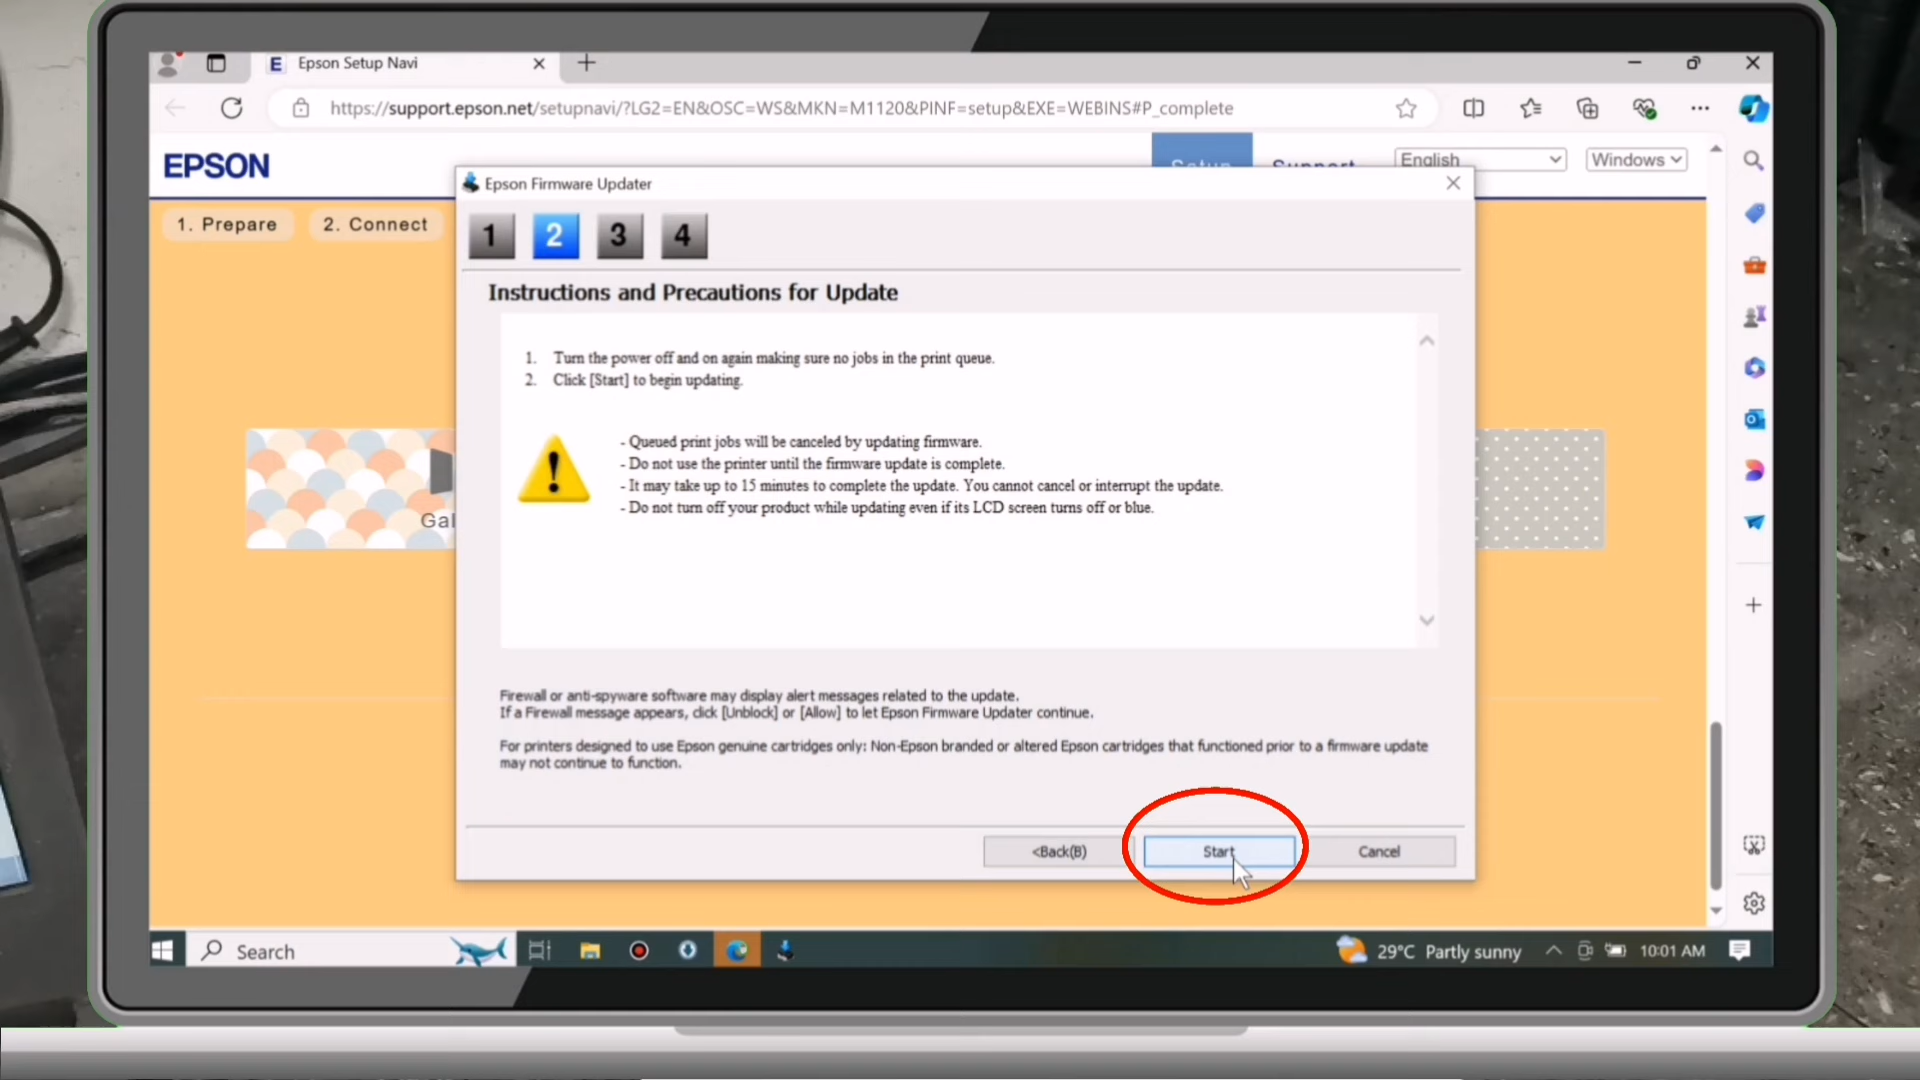 Epson Setup Navi
https://support.epson.net/setupnavi/?LG2=EN&OSC=WS&MKN=M1120&PINF=setup&EXE=WEBINS#P_complete
EPSON
Setup
Support
English
Windows
1. Prepare
2. Connect
Epson Firmware Updater
1
2
3
4
Instructions and Precautions for Update
1. Turn the power off and on again making sure no jobs in the print queue.
2. Click [Start] to begin updating.
- Queued print jobs will be canceled by updating firmware.
- Do not use the printer until the firmware update is complete.
- It may take up to 15 minutes to complete the update. You cannot cancel or interrupt the update.
- Do not turn off your product while updating even if its LCD screen turns off or blue.
Gal
Firewall or anti-spyware software may display alert messages related to the update.
If a Firewall message appears, click [Unblock] or [Allow] to let Epson Firmware Updater continue.
For printers designed to use Epson genuine cartridges only: Non-Epson branded or altered Epson cartridges that functioned prior to a firmware update
may not continue to function.
<Back(B)
Start
Cancel
Search
29°C Partly sunny
10:01 AM